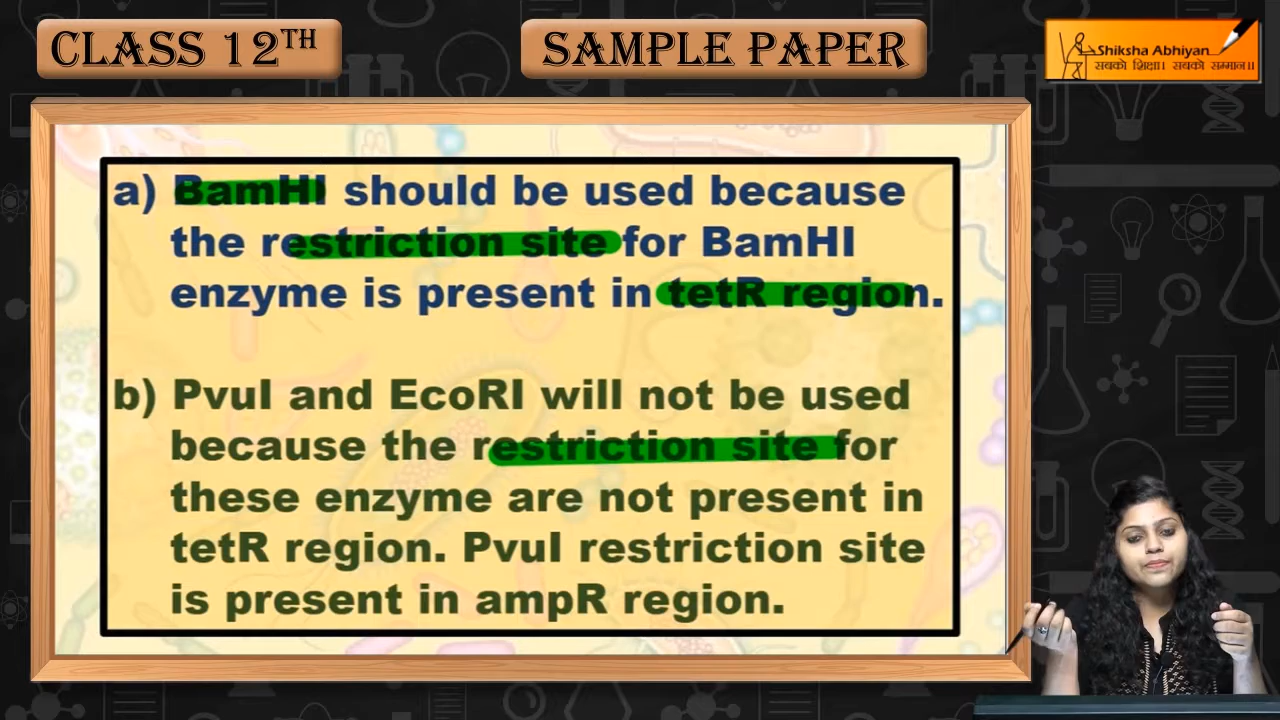 CLASS 12TH
SAMPLE PAPER
Shiksha Abhiyan
सबको शिक्षा। सबको सम्मान॥
a) BamHI should be used because
the restriction site for BamHI
enzyme is present in tetR region.
b) PvuI and EcoRI will not be used
because the restriction site for
these enzyme are not present in
tetR region. PvuI restriction site
is present in ampR region.